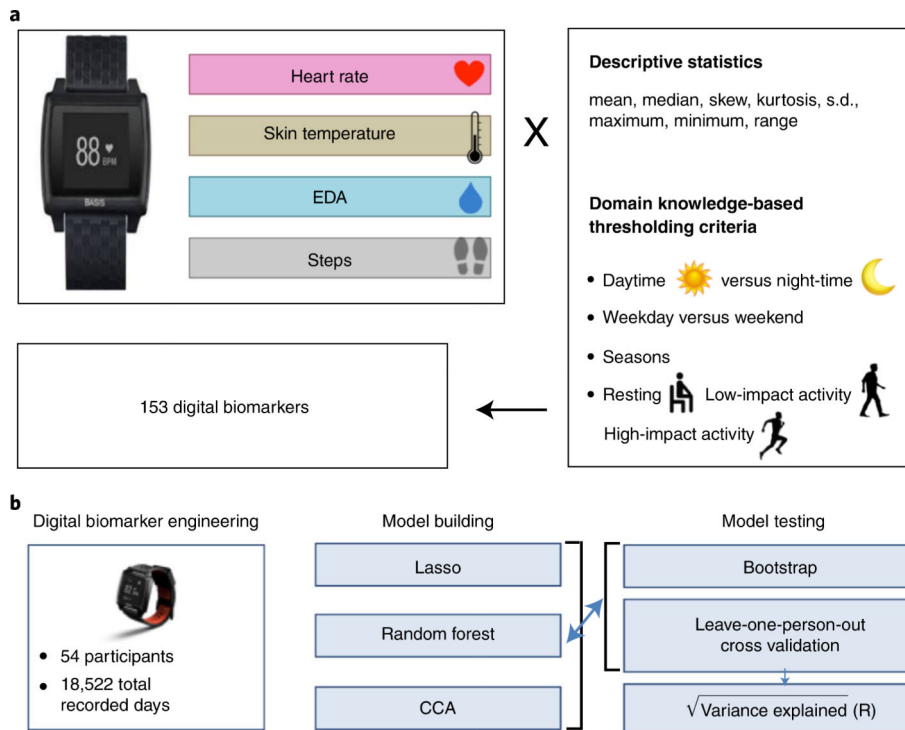 a
88
BPM
BASIS
Heart rate
Skin temperature
EDA
Steps
X
Descriptive statistics
mean, median, skew, kurtosis, s.d.,
maximum, minimum, range
Domain knowledge-based
thresholding criteria
• Daytime versus night-time
• Weekday versus weekend
• Seasons
• Resting Low-impact activity
High-impact activity
153 digital biomarkers
b
Digital biomarker engineering
• 54 participants
• 18,522 total
recorded days
Model building
Lasso
Random forest
CCA
Model testing
Bootstrap
Leave-one-person-out
cross validation
√Variance explained (R)